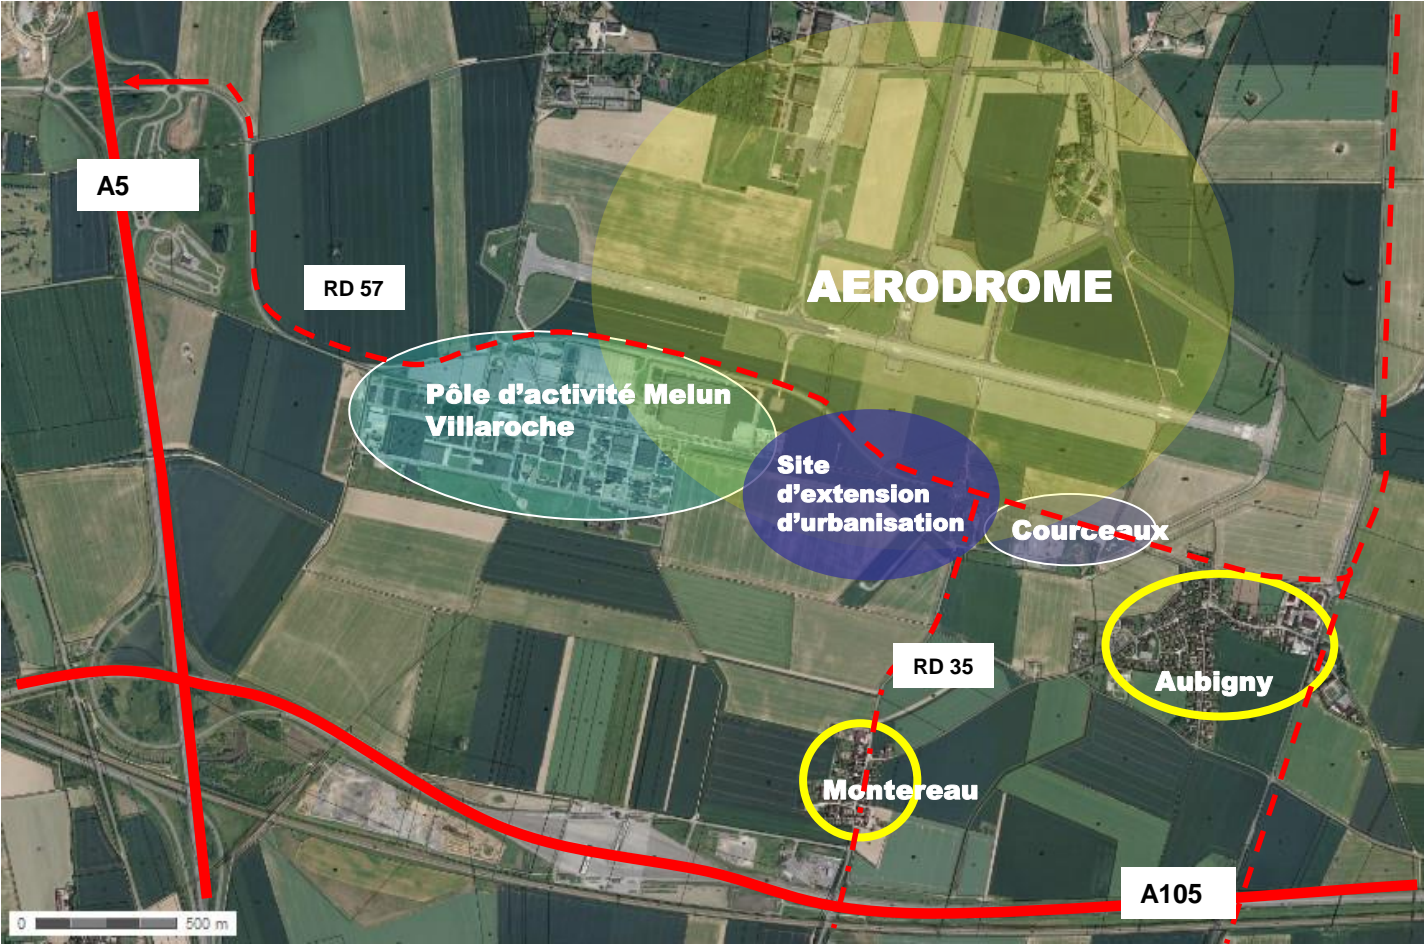 A5
RD 57
AERODROME
Pôle d'activité Melun
Villaroche
Site
d'extension
d'urbanisation
Courceaux
RD 35
Aubigny
Montereau
A105
0 500 m